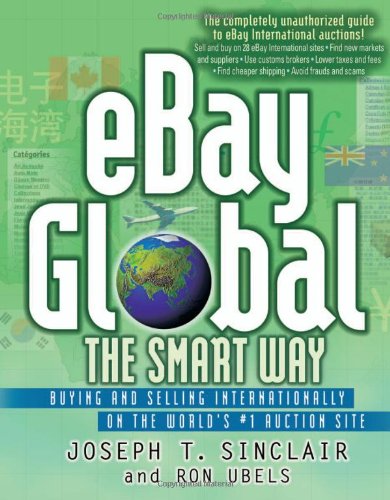 The completely unauthorized guide
to eBay International auctions!
Sell and buy on 28 eBay International sites • Find new markets
and suppliers • Use customs brokers • Lower taxes and fees
• Find cheaper shipping • Avoid frauds and scams
电子
海湾
Catégories
eBay
Global
THE SMART WAY
BUYING AND SELLING INTERNATIONALLY
ON THE WORLD'S #1 AUCTION SITE
JOSEPH T. SINCLAIR
and RON UBELS
Copyrighted Material